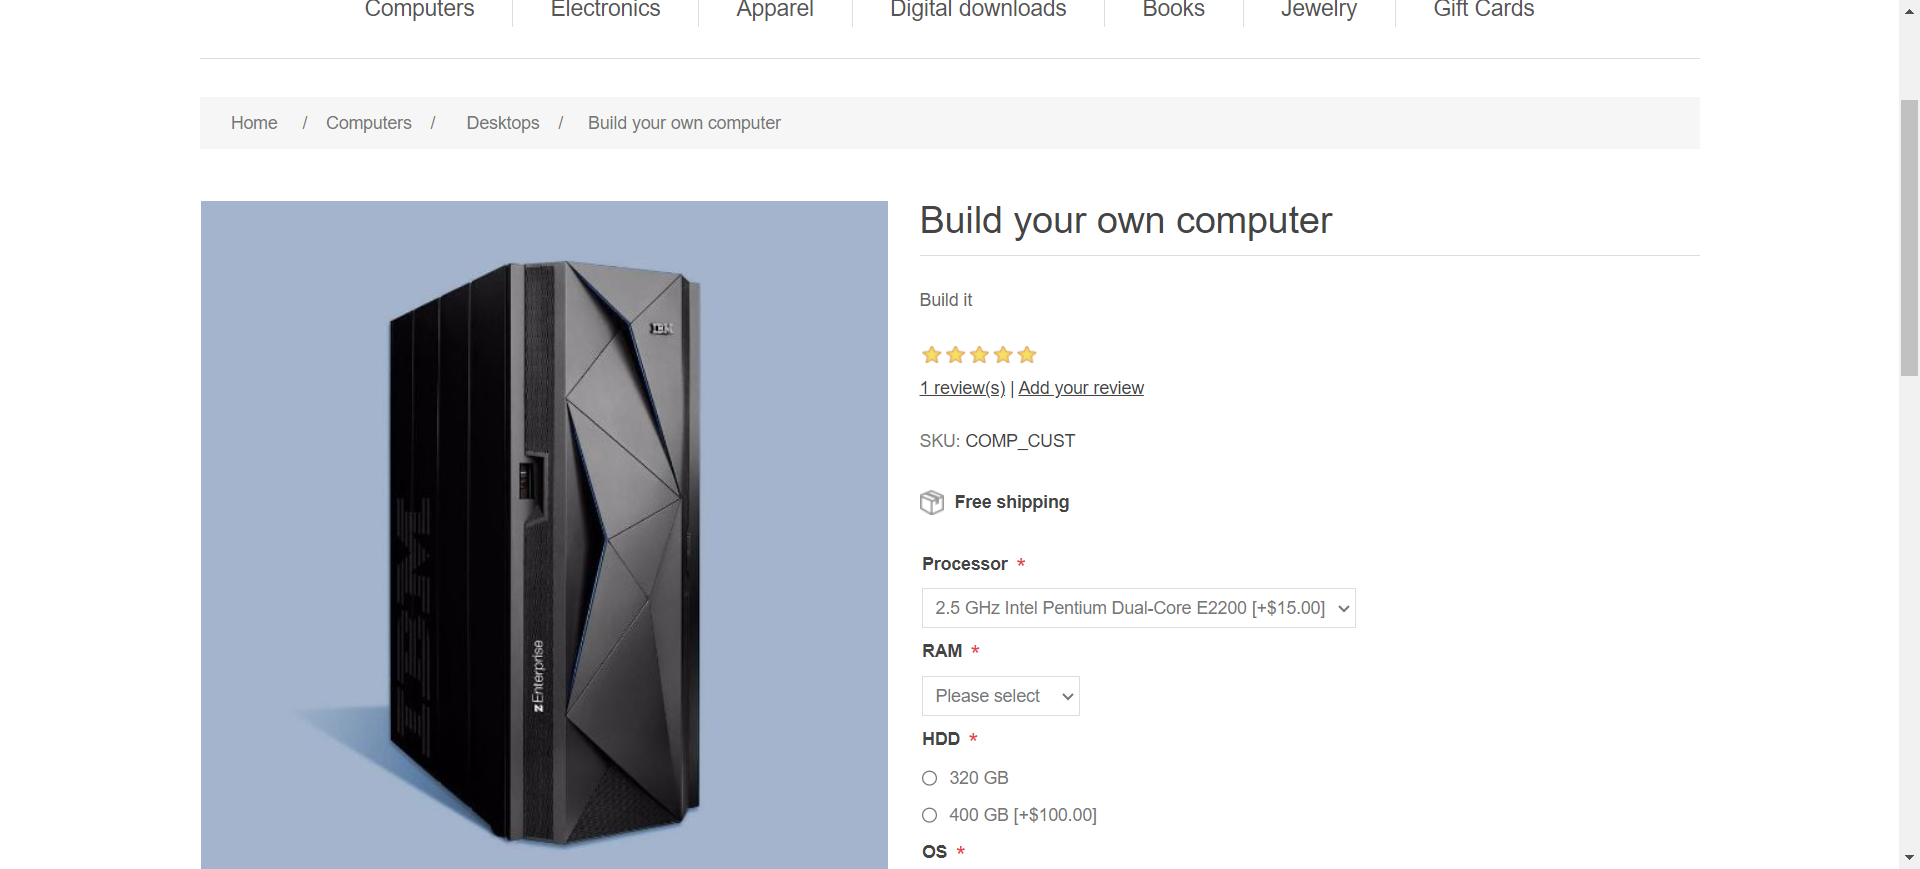 Computers Electronics Apparel Digital downloads Books Jewelry Gift Cards
Home / Computers / Desktops / Build your own computer
Build your own computer
Build it
1 review(s) | Add your review
SKU: COMP_CUST
Free shipping
Processor *
2.5 GHz Intel Pentium Dual-Core E2200 [+$15.00]
RAM *
Please select
HDD *
320 GB
400 GB [+$100.00]
OS *
IBM
IBM
zEnterprise